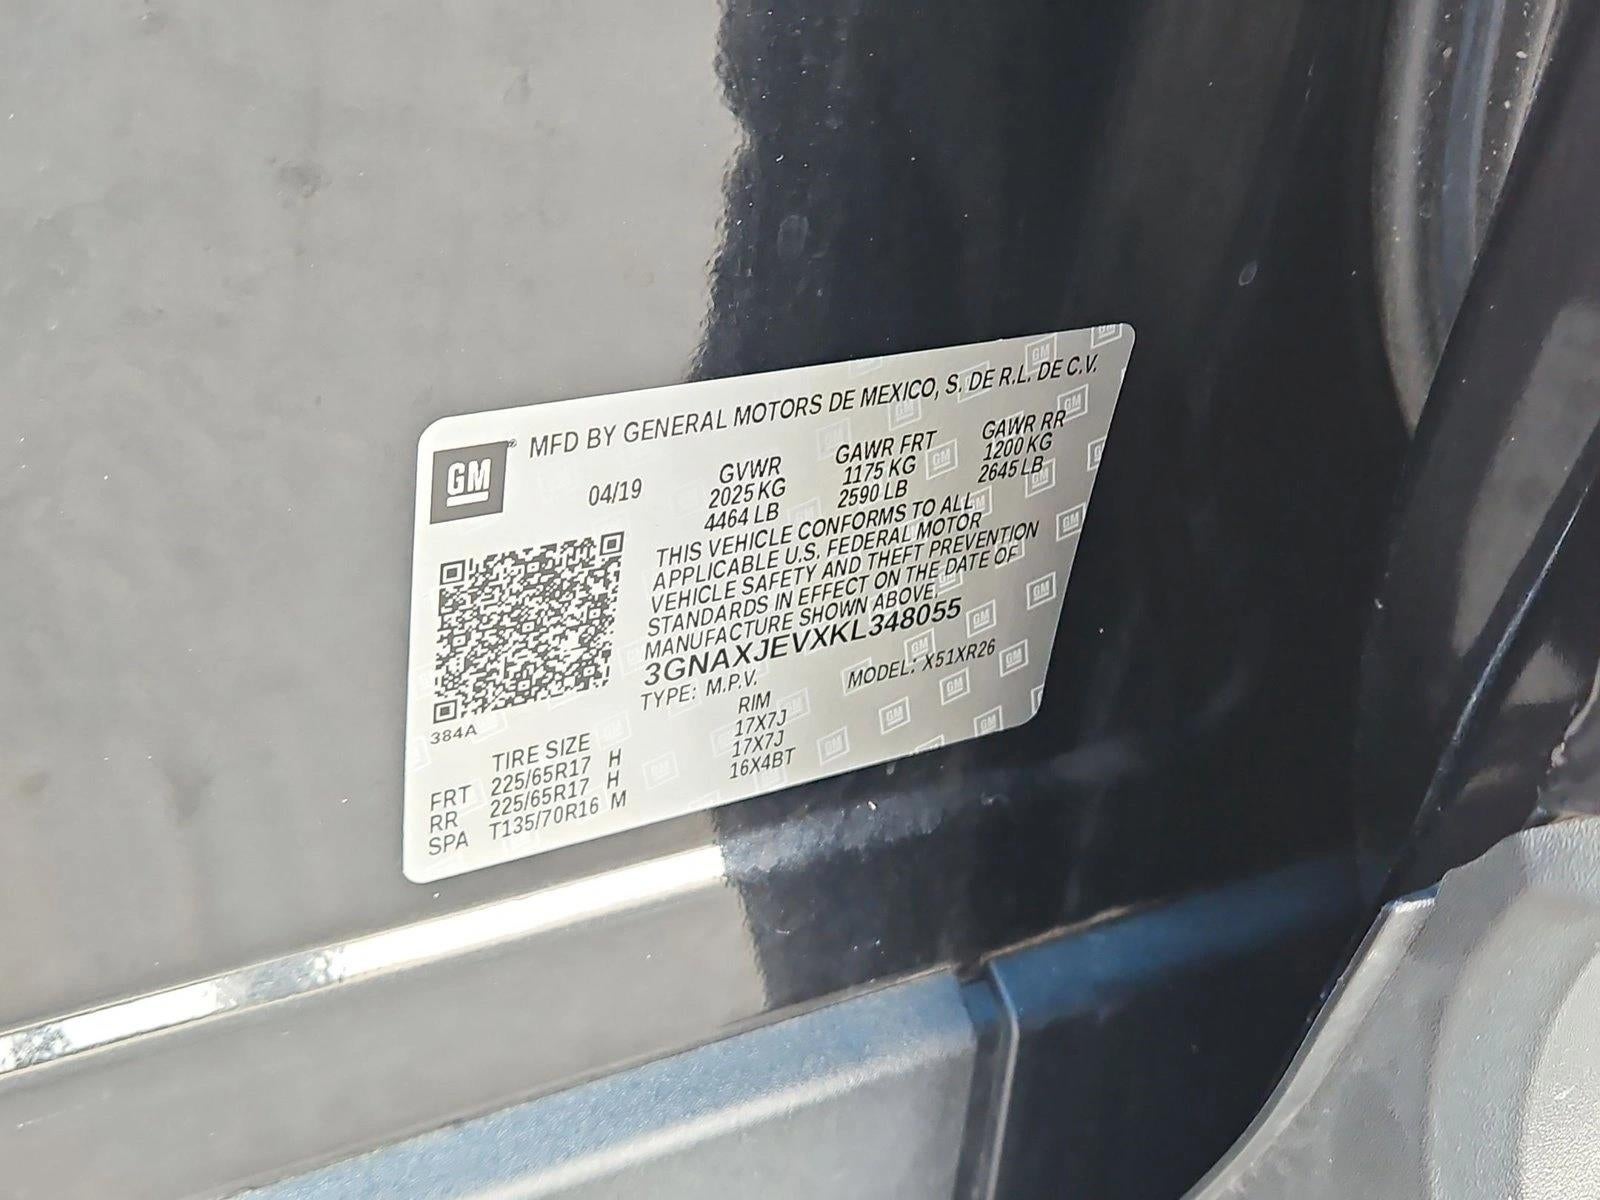 GM® MFD BY GENERAL MOTORS DE MEXICO, S. DE R.L. DE C.V.
04/19 GVWR GAWR FRT GAWR RR
2025 KG 1175 KG 1200 KG
4464 LB 2590 LB 2645 LB
THIS VEHICLE CONFORMS TO ALL
APPLICABLE U.S. FEDERAL MOTOR
VEHICLE SAFETY AND THEFT PREVENTION
STANDARDS IN EFFECT ON THE DATE OF
MANUFACTURE SHOWN ABOVE.
3GNAXJEVXKL348055
TYPE: M.P.V. MODEL: X51XR26
384A
TIRE SIZE RIM
FRT 225/65R17 H 17X7J
RR 225/65R17 H 17X7J
SPA T135/70R16 M 16X4BT